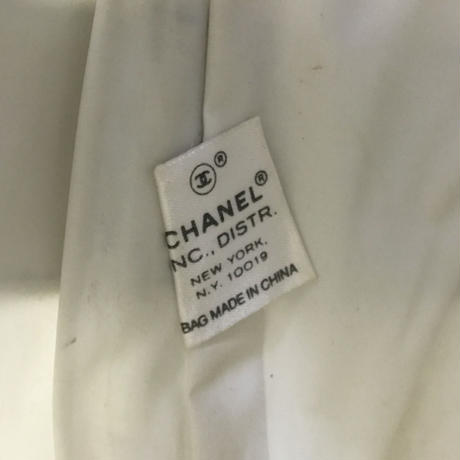 ®
CHANEL®
INC., DISTR.
NEW YORK,
N.Y. 10019
BAG MADE IN CHINA